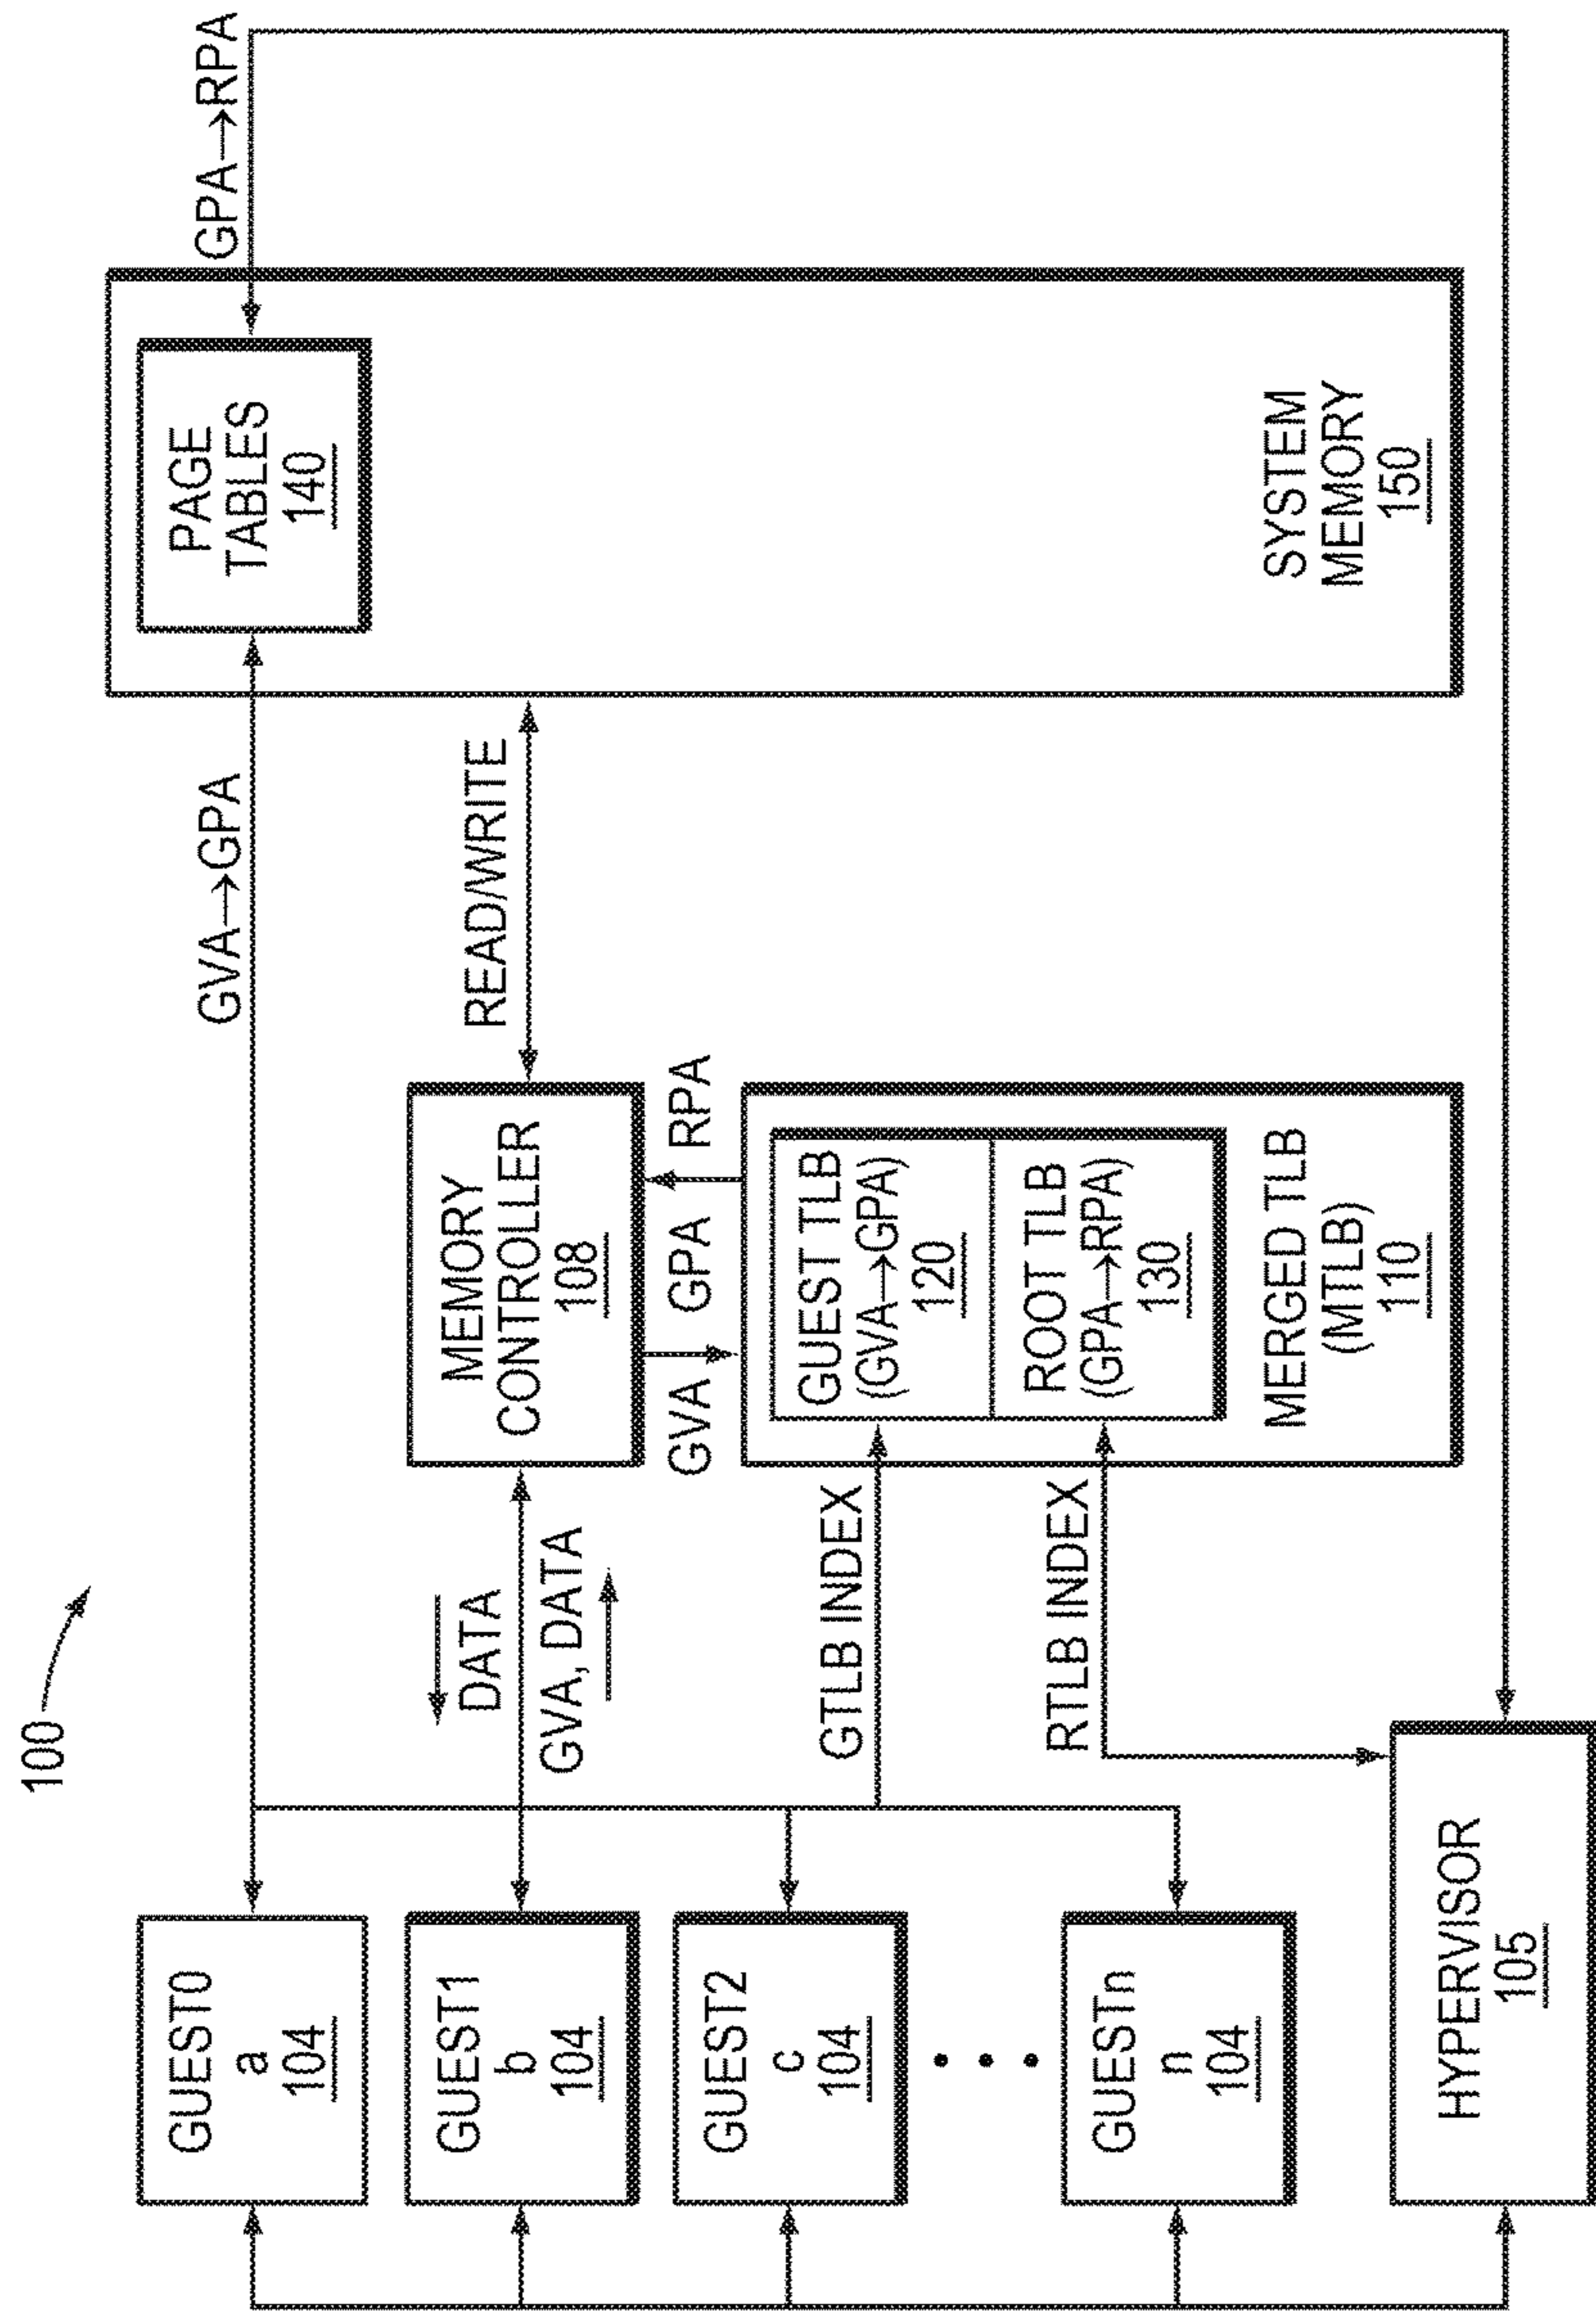 100
GUEST0
a
104
GUEST1
b
104
GUEST2
c
104
• • •
GUESTn
n
104
HYPERVISOR
105
GVA→GPA
DATA
GVA, DATA
GTLB INDEX
RTLB INDEX
MEMORY
CONTROLLER
108
READ/WRITE
GVA GPA RPA
GUEST TLB
(GVA→GPA)
120
ROOT TLB
(GPA→RPA)
130
MERGED TLB
(MTLB)
110
PAGE
TABLES
140
SYSTEM
MEMORY
150
GPA→RPA